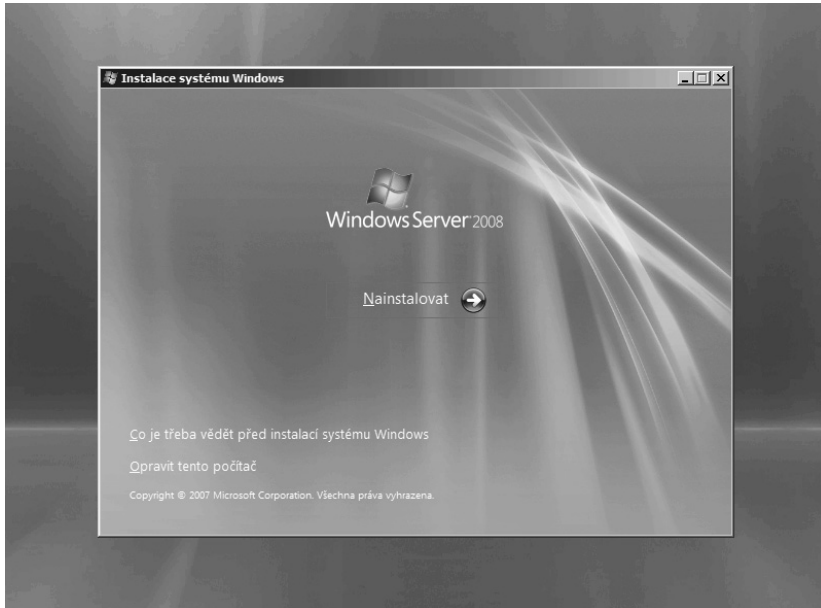 Instalace systému Windows
Windows Server 2008
Nainstalovat
Co je třeba vědět před instalací systému Windows
Opravit tento počítač
Copyright © 2007 Microsoft Corporation. Všechna práva vyhrazena.